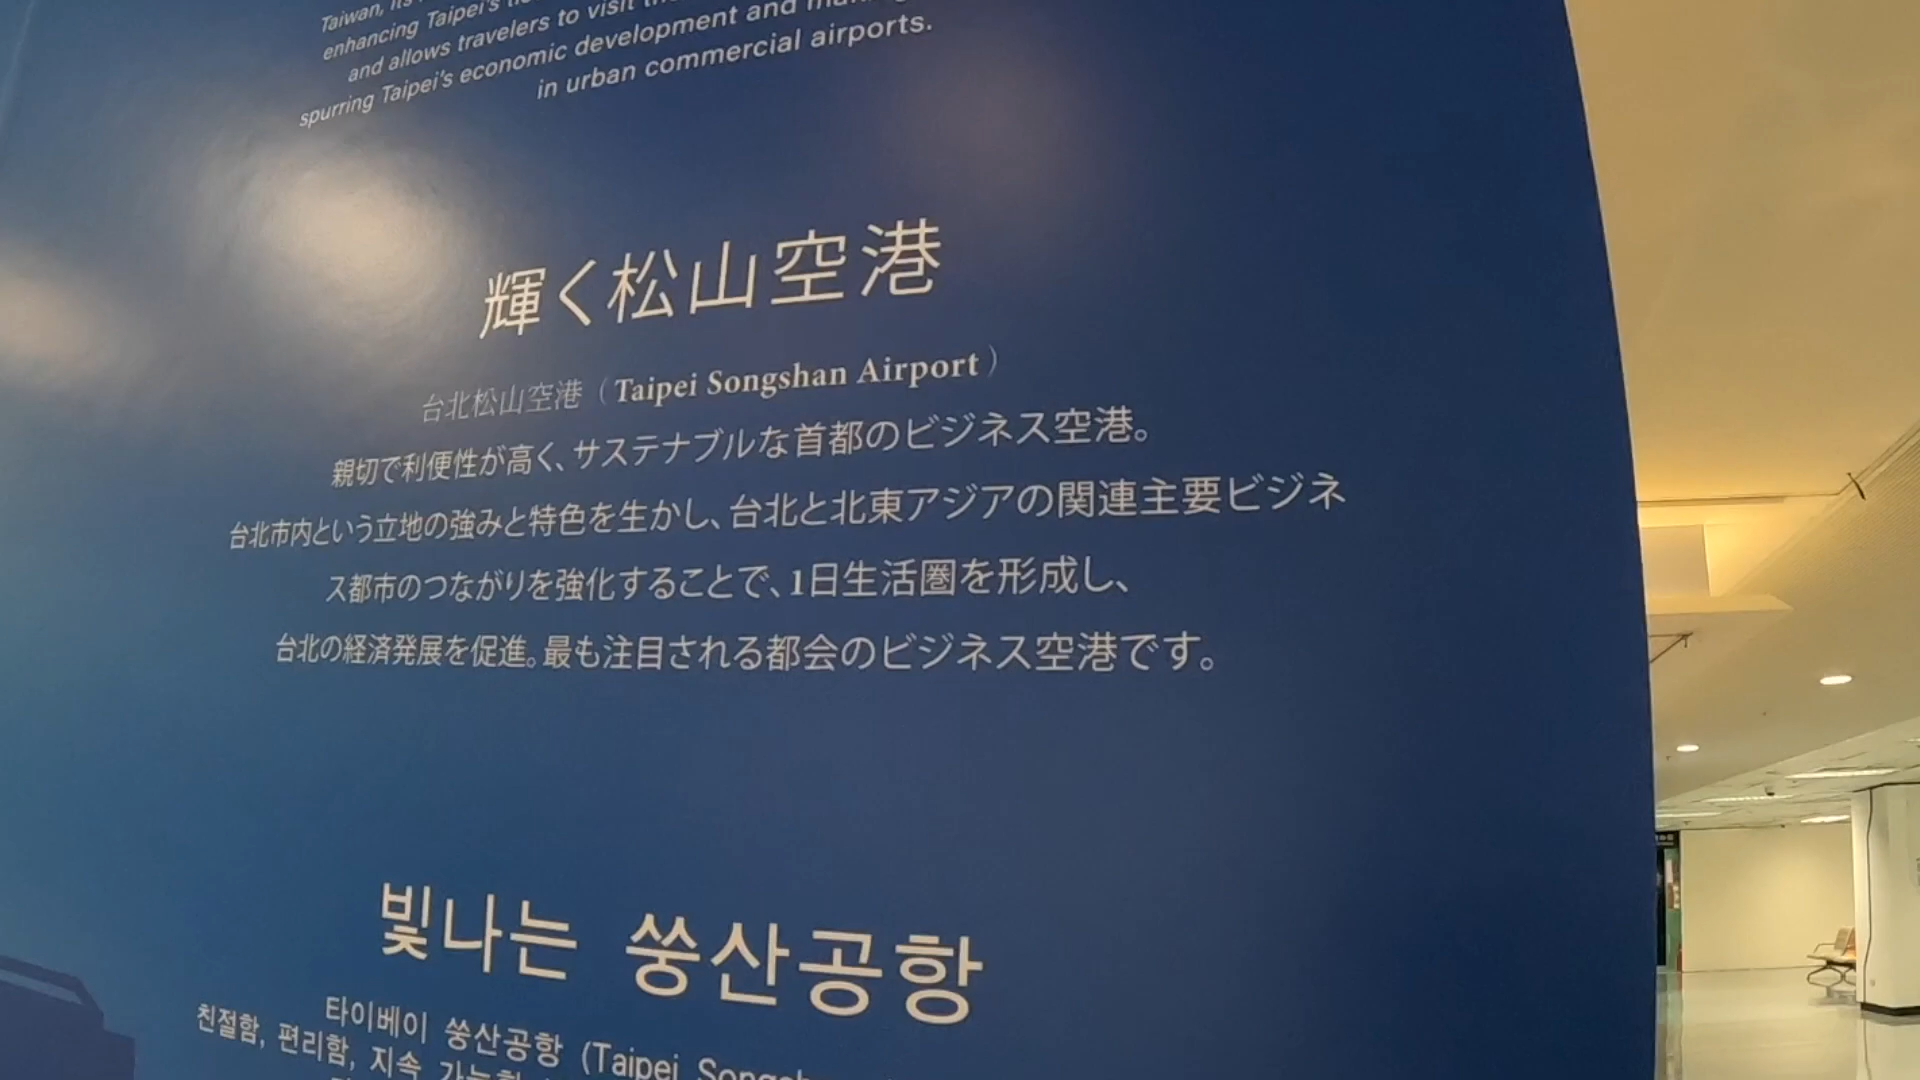 Taiwan, its
enhancing Taipei's
and allows travelers to visit
spurring Taipei's economic development and
in urban commercial airports.
輝く松山空港
台北松山空港（Taipei Songshan Airport）
親切で利便性が高く、サステナブルな首都のビジネス空港。
台北市内という立地の強みと特色を生かし、台北と北東アジアの関連主要ビジネ
ス都市のつながりを強化することで、1日生活圏を形成し、
台北の経済発展を促進。最も注目される都会のビジネス空港です。
빛나는 쑹산공항
타이베이 쑹산공항 (Taipei
친절함, 편리함, 지속